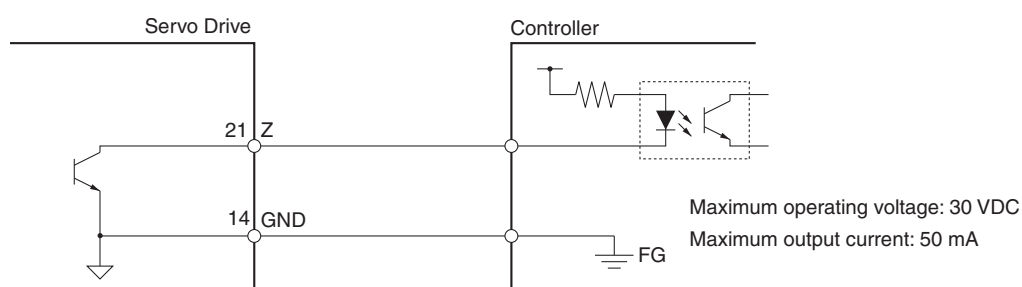 Servo Drive
Controller
21 Z
14 GND
FG
Maximum operating voltage: 30 VDC
Maximum output current: 50 mA